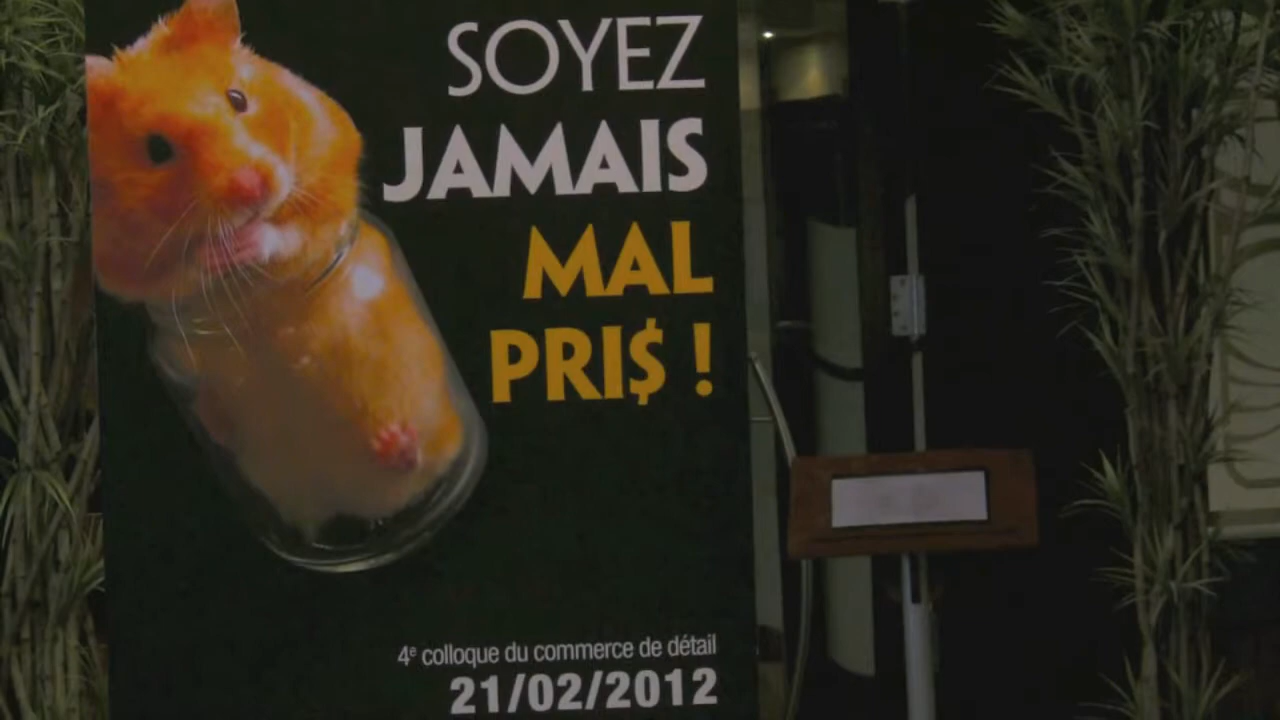 SOYEZ
JAMAIS
MAL
PRI$ !
4e colloque du commerce de détail
21/02/2012